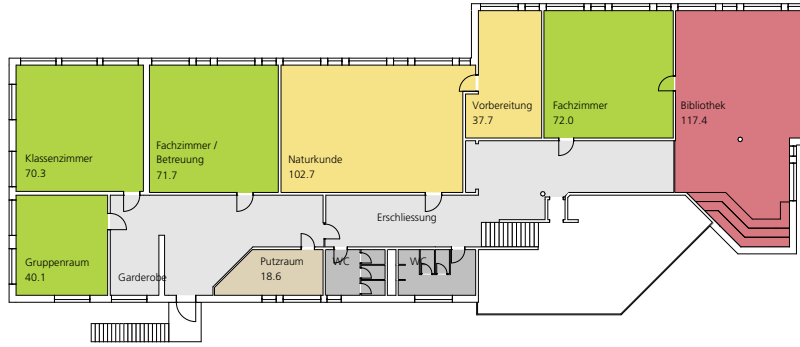 Vorbereitung
37.7
Fachzimmer
72.0
Bibliothek
117.4
Klassenzimmer
70.3
Fachzimmer /
Betreuung
71.7
Naturkunde
102.7
Erschliessung
Gruppenraum
40.1
Garderobe
Putzraum
18.6
WC
WC